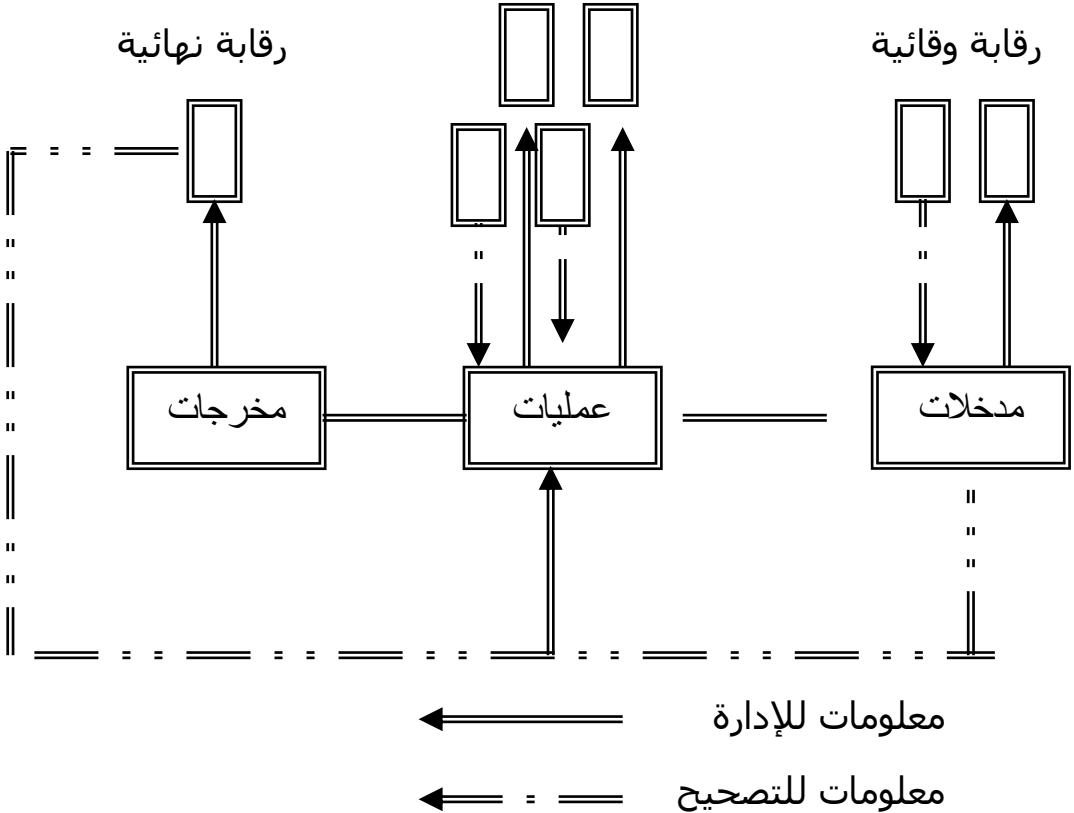 رقابة وقائية
رقابة نهائية
مدخلات
عمليات
مخرجات
معلومات للإدارة
معلومات للتصحيح